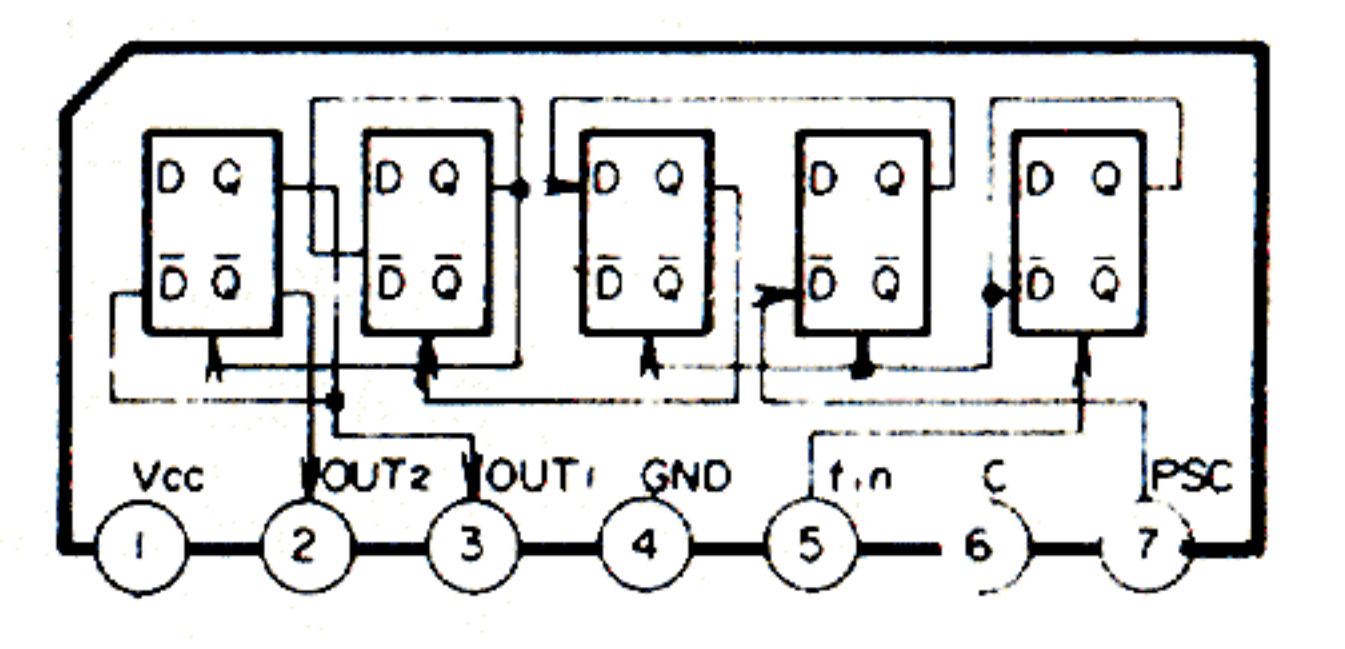 D Q D Q D Q D Q D Q
D̅ Q̅ D̅ Q̅ D̅ Q̅ D̅ Q̅ D̅ Q̅
Vcc OUT2 OUT1 GND fin C PSC
1 2 3 4 5 6 7